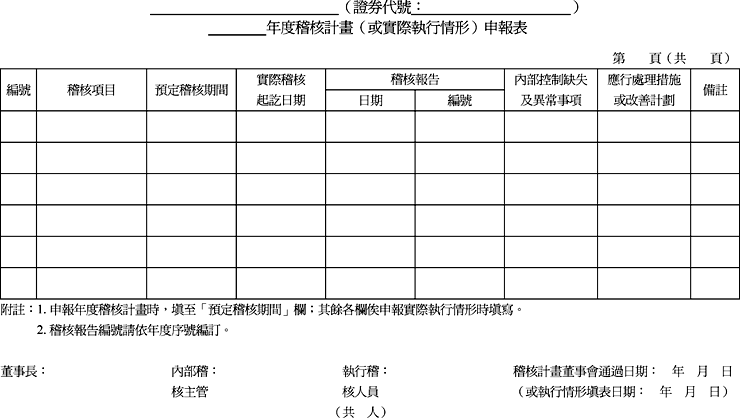 （證券代號：　　　　　　　　　）
年度稽核計畫（或實際執行情形）申報表
第　　頁（共　　頁）
編號　稽核項目　預定稽核期間　實際稽核起訖日期　稽核報告　內部控制缺失及異常事項　應行處理措施或改善計劃　備註
日期　編號
附註：1. 申報年度稽核計畫時，填至「預定稽核期間」欄；其餘各欄俟申報實際執行情形時填寫。
2. 稽核報告編號請依年度序號編訂。
董事長：　內部稽：　執行稽：　稽核計畫董事會通過日期：　年　月　日
核主管　核人員　（或執行情形填表日期：　年　月　日）
（共　人）